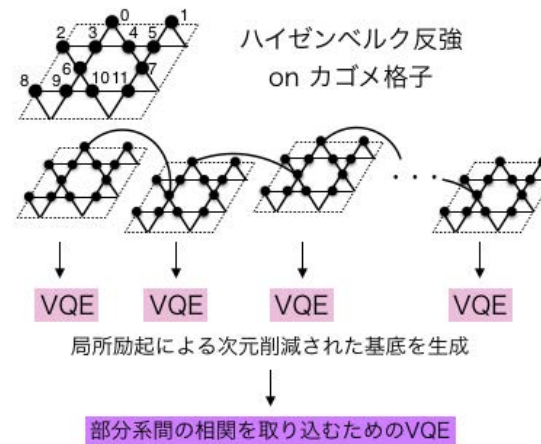 0 1
2 3 4 5
6 7
8 9 10 11
ハイゼンベルク反強
on カゴメ格子
· · ·
VQE VQE VQE VQE
局所励起による次元削減された基底を生成
部分系間の相関を取り込むためのVQE